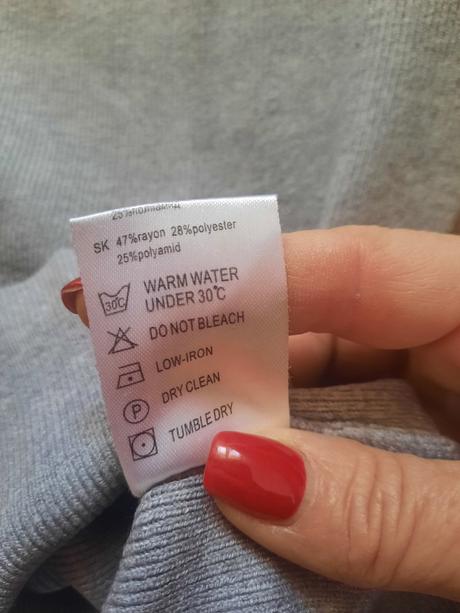 SK 47%rayon 28%polyester
25%polyamid
30℃
WARM WATER
UNDER 30℃
DO NOT BLEACH
LOW-IRON
P
DRY CLEAN
TUMBLE DRY